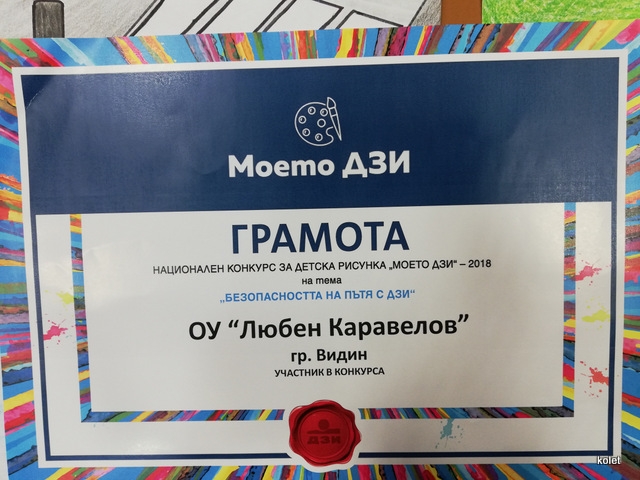 Моето ДЗИ
ГРАМОТА
НАЦИОНАЛЕН КОНКУРС ЗА ДЕТСКА РИСУНКА „МОЕТО ДЗИ“ – 2018
на тема
„БЕЗОПАСНОСТТА НА ПЪТЯ С ДЗИ“
ОУ “Любен Каравелов”
гр. Видин
УЧАСТНИК В КОНКУРСА
ДЗИ
kolet